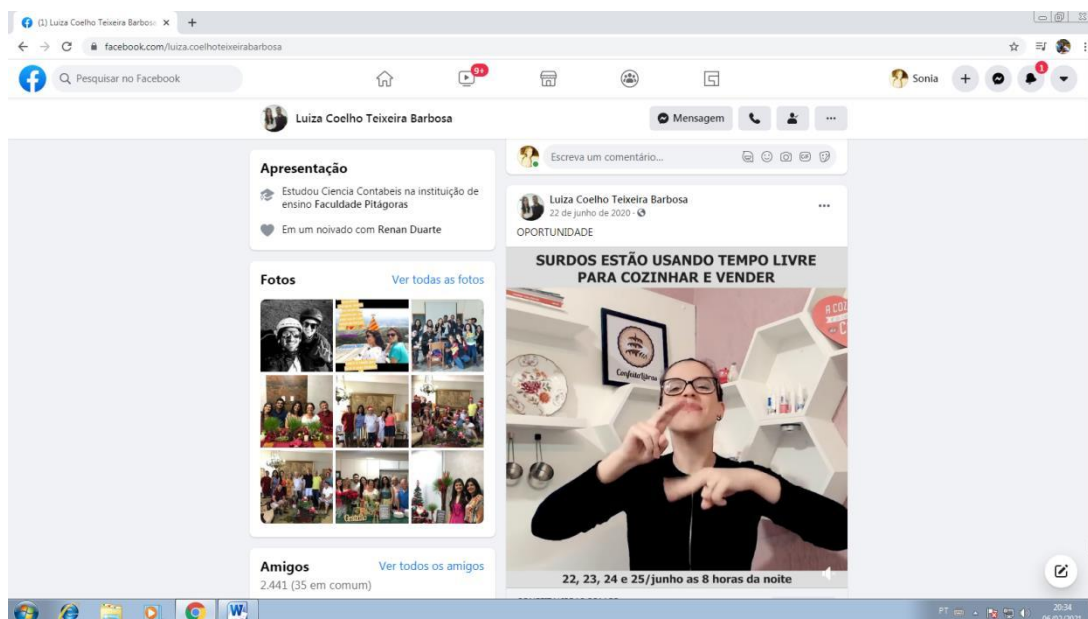 (1) Luiza Coelho Teixeira Barbosa
facebook.com/luiza.coelhoteixeirabarbosa
Pesquisar no Facebook
9+
Sonia
1
Luiza Coelho Teixeira Barbosa
Mensagem
Apresentação
Estudou Ciencia Contabeis na instituição de
ensino Faculdade Pitágoras
Em um noivado com Renan Duarte
Fotos
Ver todas as fotos
Amigos
Ver todos os amigos
2.441 (35 em comum)
Escreva um comentário...
Luiza Coelho Teixeira Barbosa
22 de junho de 2020
OPORTUNIDADE
SURDOS ESTÃO USANDO TEMPO LIVRE
PARA COZINHAR E VENDER
A COZ
ConfeiteLibras
22, 23, 24 e 25/junho as 8 horas da noite
PT
20:34